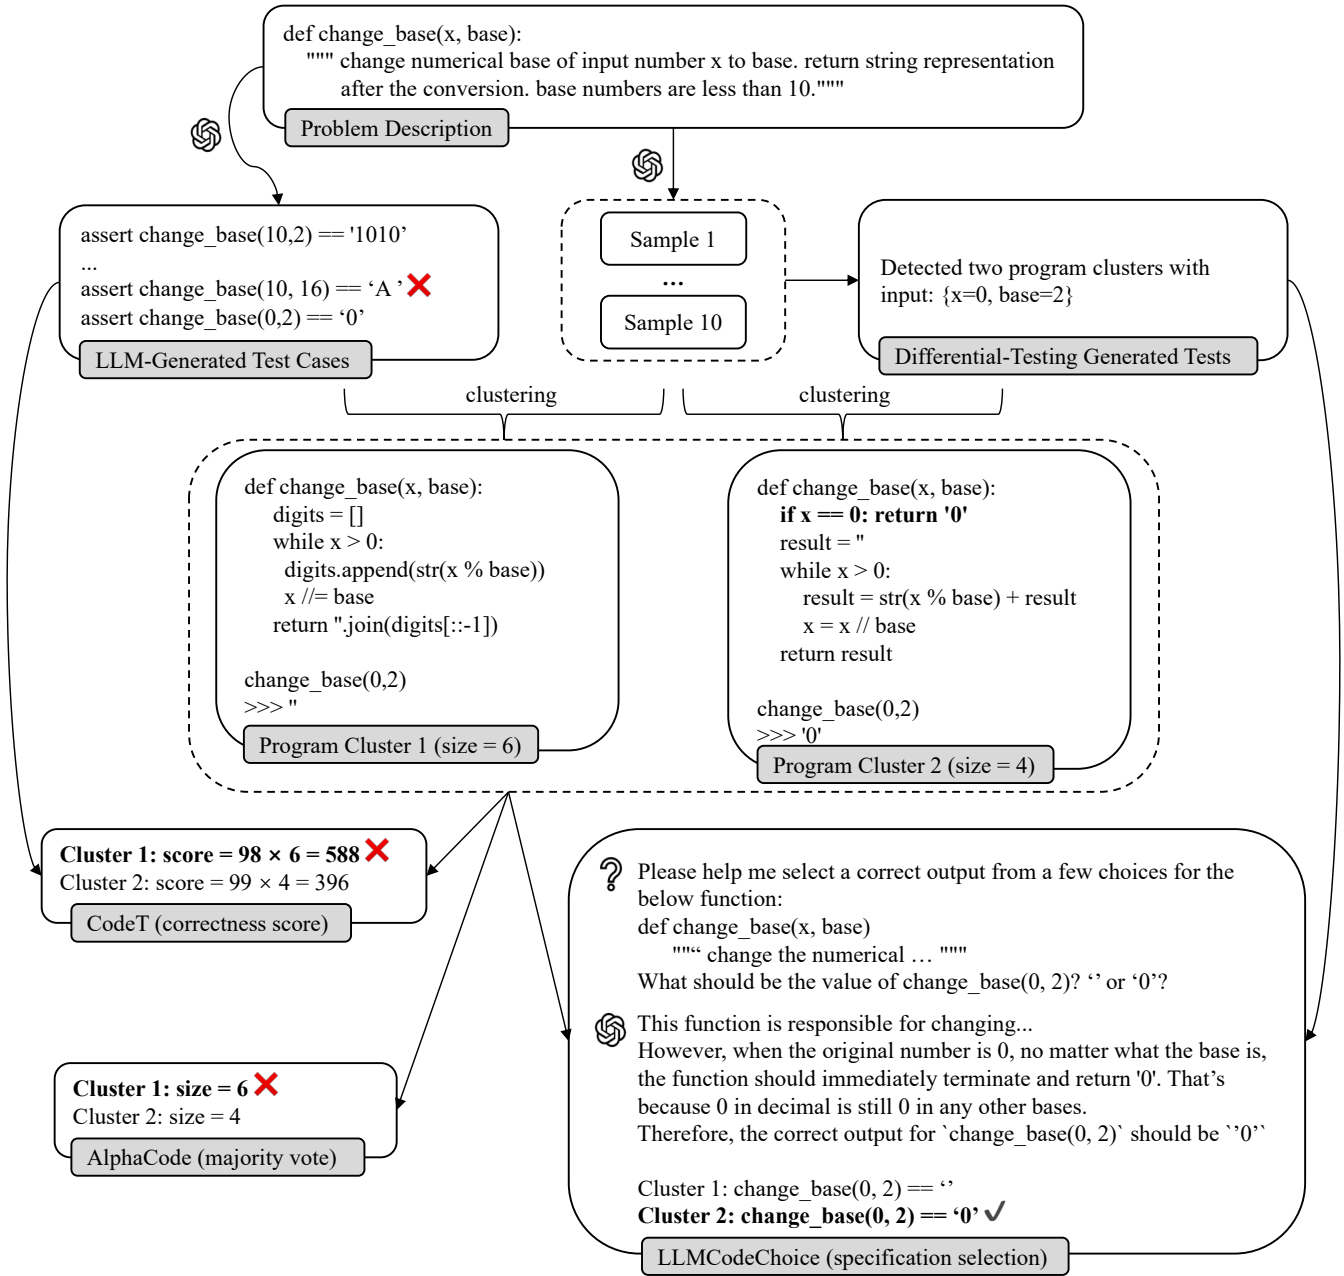 def change_base(x, base):
""" change numerical base of input number x to base. return string representation
after the conversion. base numbers are less than 10."""
Problem Description
assert change_base(10,2) == '1010’
...
assert change_base(10, 16) == ‘A ’
assert change_base(0,2) == ‘0’
LLM-Generated Test Cases
Sample 1
...
Sample 10
Detected two program clusters with
input: {x=0, base=2}
Differential-Testing Generated Tests
clustering
clustering
def change_base(x, base):
digits = []
while x > 0:
digits.append(str(x % base))
x //= base
return ''.join(digits[::-1])
change_base(0,2)
>>> ''
Program Cluster 1 (size = 6)
def change_base(x, base):
if x == 0: return '0'
result = ''
while x > 0:
result = str(x % base) + result
x = x // base
return result
change_base(0,2)
>>> '0'
Program Cluster 2 (size = 4)
Cluster 1: score = 98 × 6 = 588
Cluster 2: score = 99 × 4 = 396
CodeT (correctness score)
Cluster 1: size = 6
Cluster 2: size = 4
AlphaCode (majority vote)
Please help me select a correct output from a few choices for the
below function:
def change_base(x, base)
""“ change the numerical … """
What should be the value of change_base(0, 2)? ‘’ or ‘0’?
This function is responsible for changing...
However, when the original number is 0, no matter what the base is,
the function should immediately terminate and return '0'. That’s
because 0 in decimal is still 0 in any other bases.
Therefore, the correct output for `change_base(0, 2)` should be `’0’`
Cluster 1: change_base(0, 2) == ‘’
Cluster 2: change_base(0, 2) == ‘0’
LLMCodeChoice (specification selection)